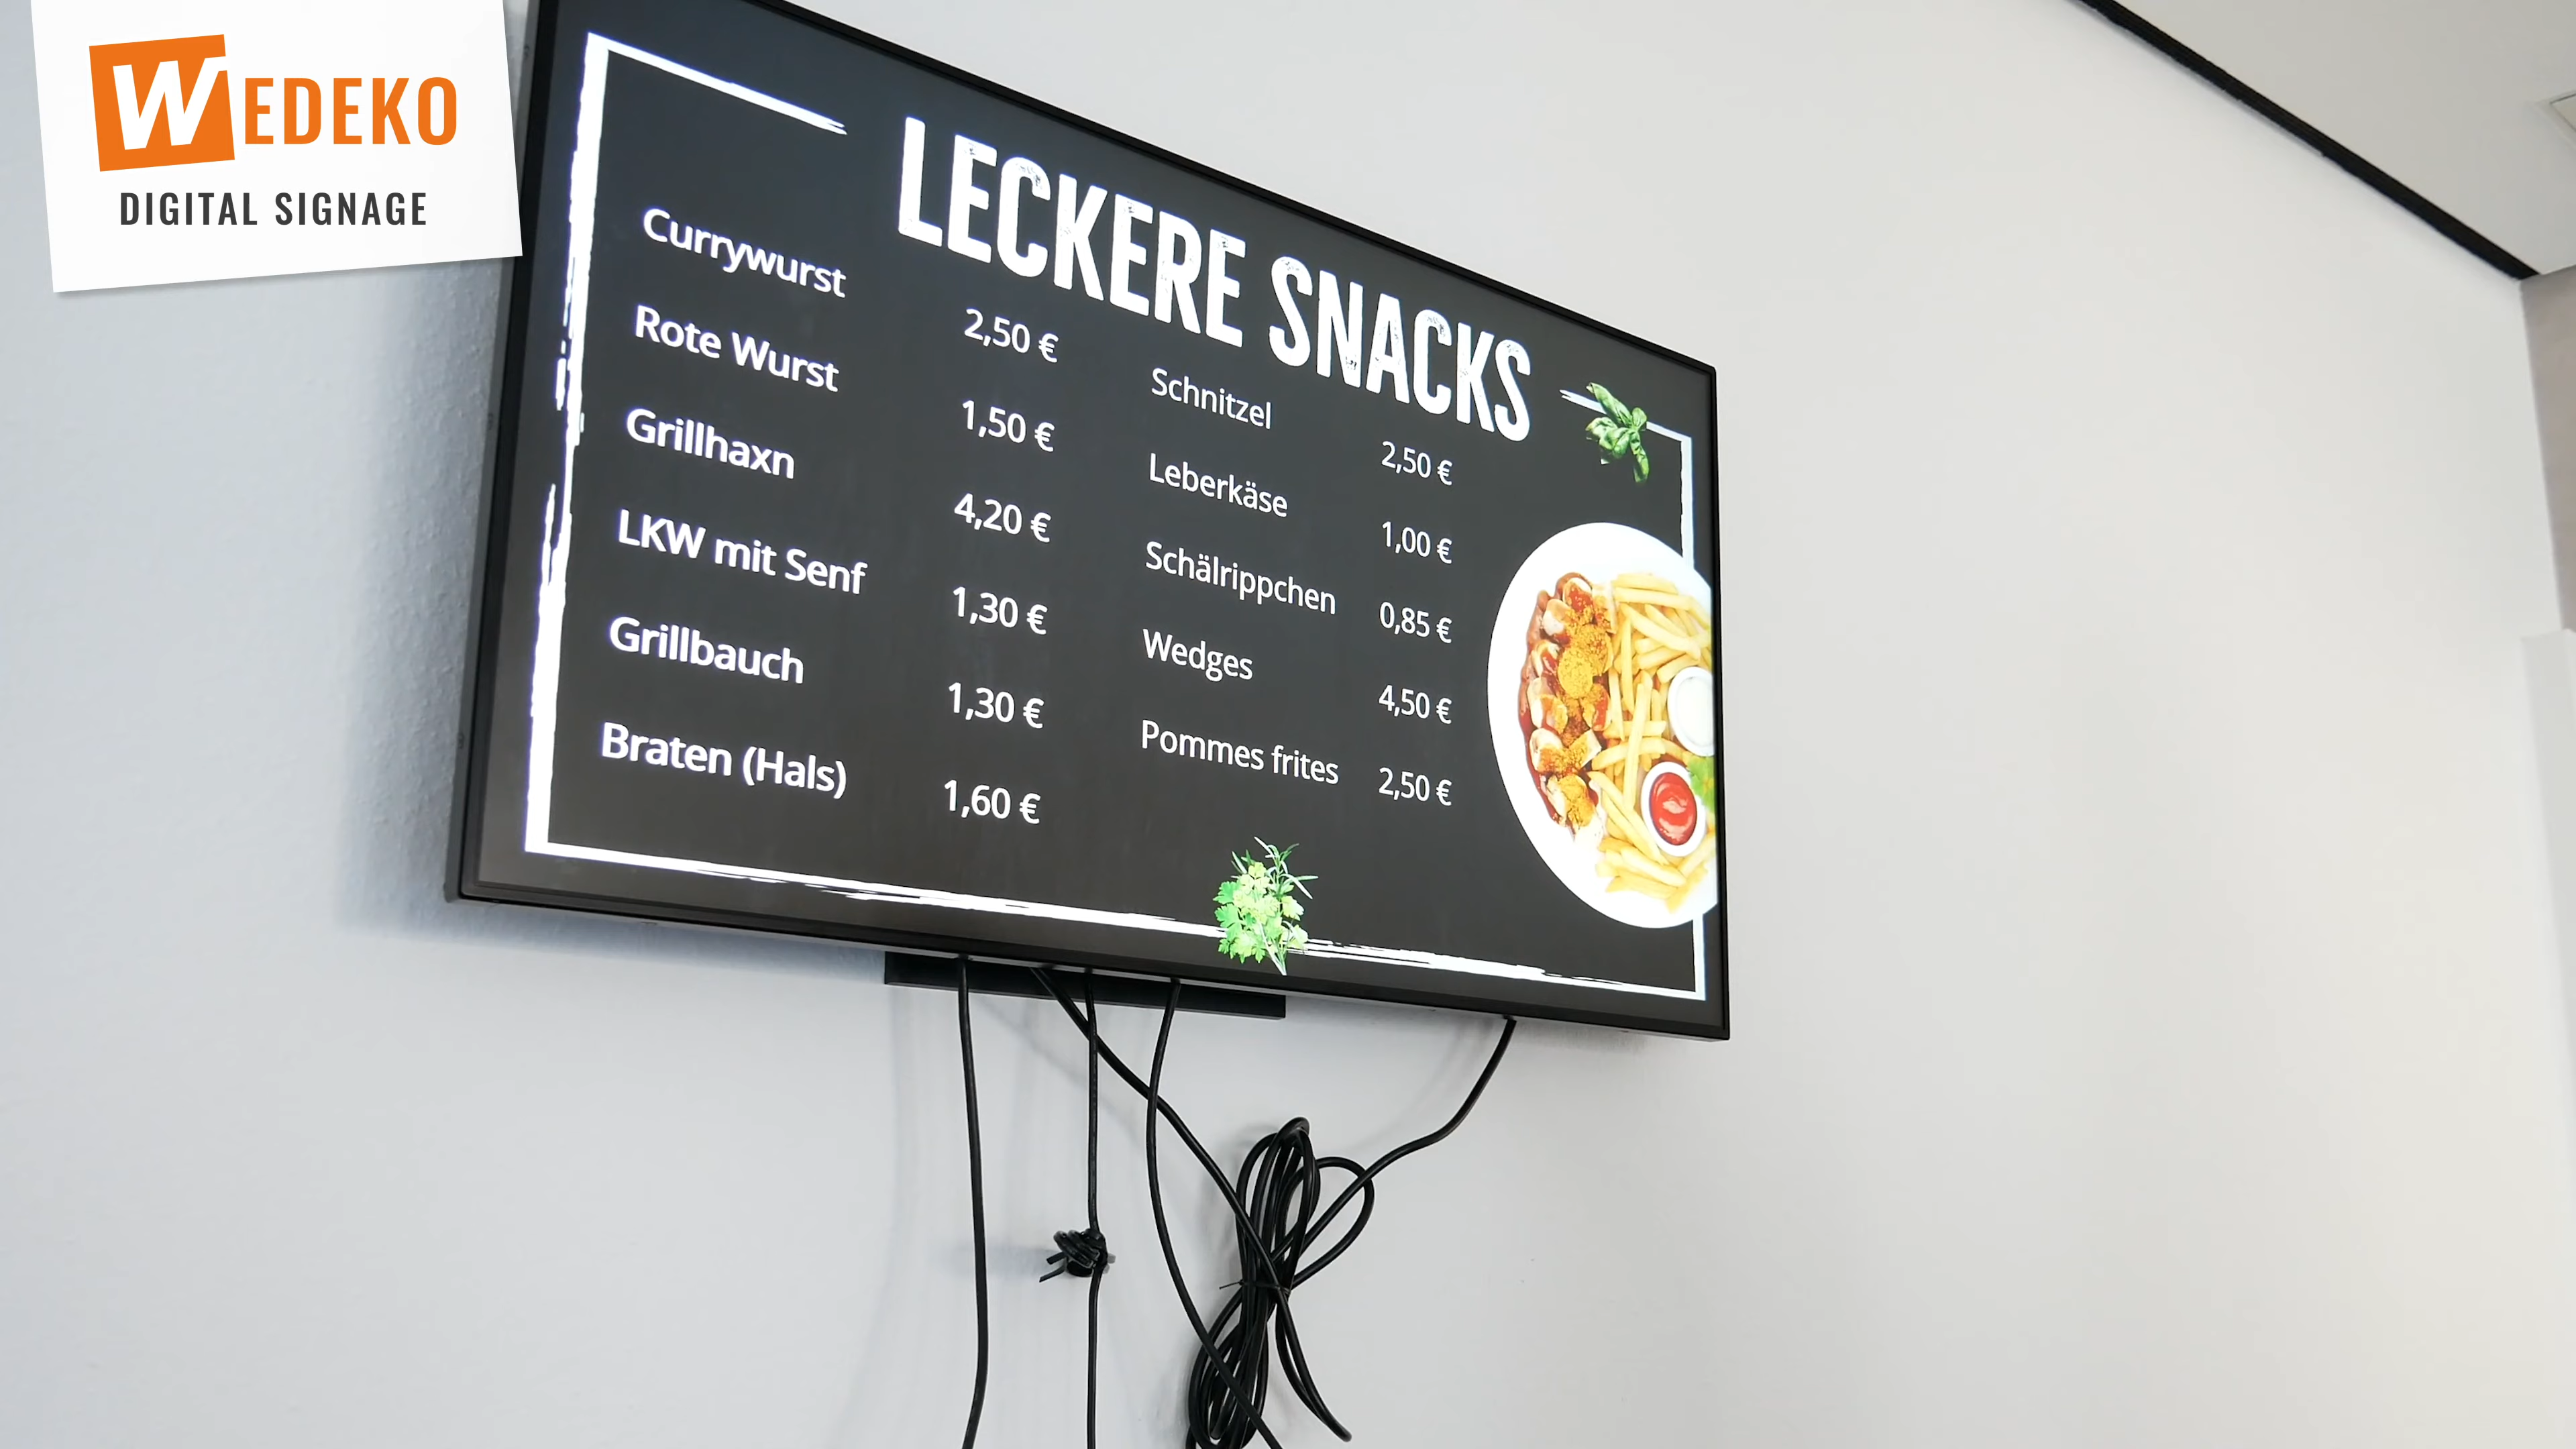 WEDEKO
DIGITAL SIGNAGE
LECKERE SNACKS
Currywurst 2,50 €
Rote Wurst 1,50 €
Grillhaxn 4,20 €
LKW mit Senf 1,30 €
Grillbauch 1,30 €
Braten (Hals) 1,60 €
Schnitzel 2,50 €
Leberkäse 1,00 €
Schälrippchen 0,85 €
Wedges 4,50 €
Pommes frites 2,50 €